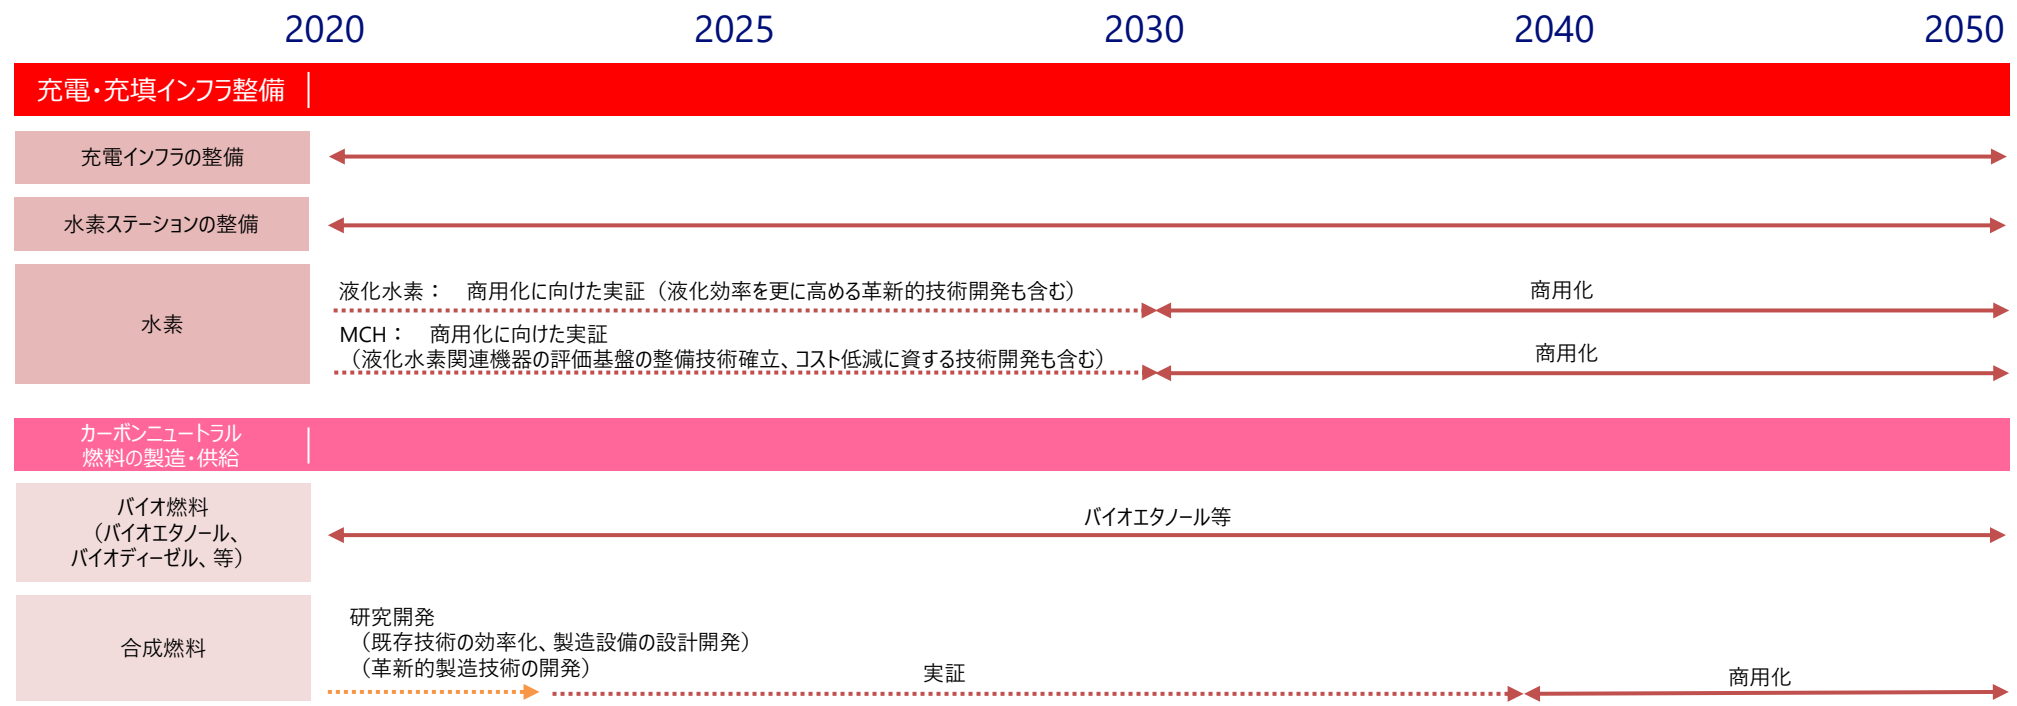 2020 2025 2030 2040 2050
充電・充填インフラ整備
充電インフラの整備
水素ステーションの整備
水素
液化水素： 商用化に向けた実証（液化効率を更に高める革新的技術開発も含む）
商用化
MCH： 商用化に向けた実証
（液化水素関連機器の評価基盤の整備技術確立、コスト低減に資する技術開発も含む）
商用化
カーボンニュートラル
燃料の製造・供給
バイオ燃料
（バイオエタノール、
バイオディーゼル、等）
バイオエタノール等
合成燃料
研究開発
（既存技術の効率化、製造設備の設計開発）
（革新的製造技術の開発）
実証
商用化